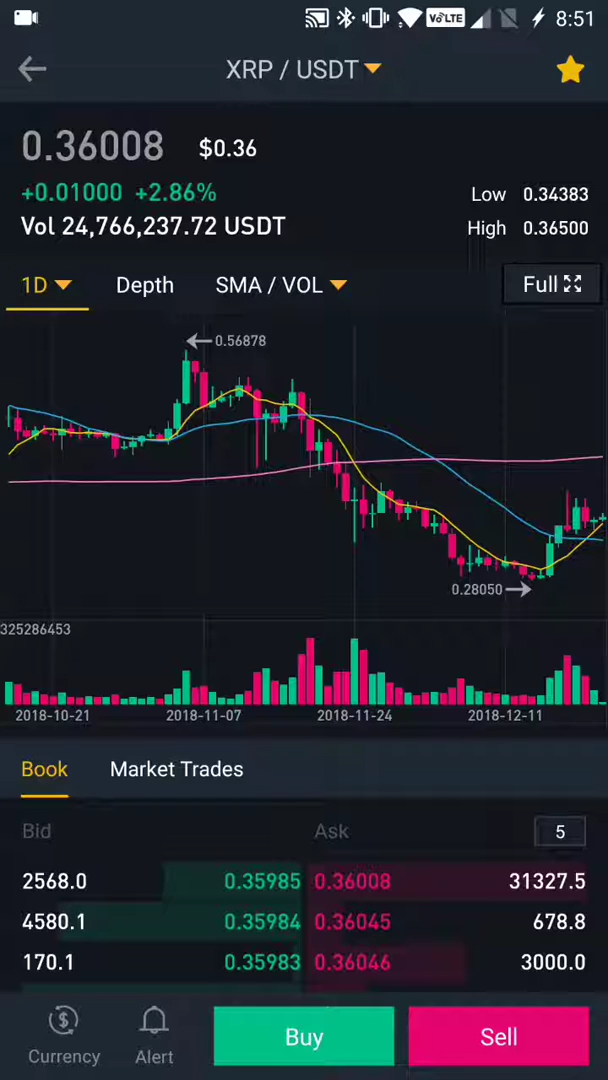 VoLTE 8:51
XRP / USDT
0.36008 $0.36
+0.01000 +2.86%
Low 0.34383
Vol 24,766,237.72 USDT
High 0.36500
1D Depth SMA / VOL Full
0.56878
0.28050
325286453
2018-10-21 2018-11-07 2018-11-24 2018-12-11
Book Market Trades
Bid Ask 5
2568.0 0.35985 0.36008 31327.5
4580.1 0.35984 0.36045 678.8
170.1 0.35983 0.36046 3000.0
Currency Alert Buy Sell